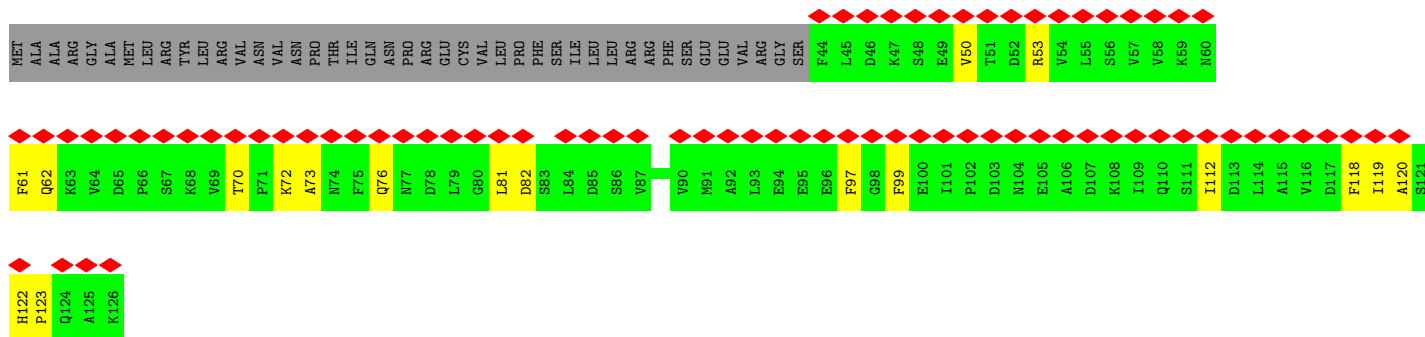 MET ALA ALA ARG GLY ALA MET LEU ARG TYR LEU ARG VAL ASN VAL ASN PRO THR ILE GLN ASN PRO ARG GLU CYS VAL LEU PRO PHE SER ILE LEU LEU ARG ARG PHE SER GLU GLU VAL ARG GLY SER F44 L45 D46 K47 S48 E49 V50 T51 D52 R53 V54 L55 S56 V57 V58 K59 N60
F61 Q62 K63 V64 D65 P66 S67 K68 V69 T70 P71 K72 A73 N74 F75 Q76 N77 D78 L79 G80 L81 D82 S83 L84 D85 S86 V87 V90 M91 A92 L93 E94 E95 E96 F97 G98 F99 E100 I101 P102 D103 N104 E105 A106 D107 K108 I109 Q110 S111 I112 D113 L114 A115 V116 D117 F118 I119 A120 S121
H122 P123 Q124 A125 K126